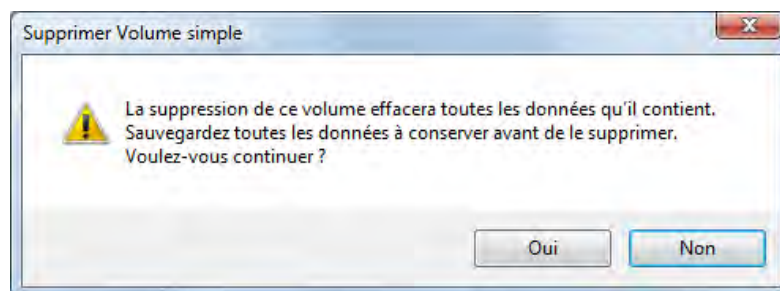 Supprimer Volume simple
La suppression de ce volume effacera toutes les données qu'il contient.
Sauvegardez toutes les données à conserver avant de le supprimer.
Voulez-vous continuer ?
Oui
Non